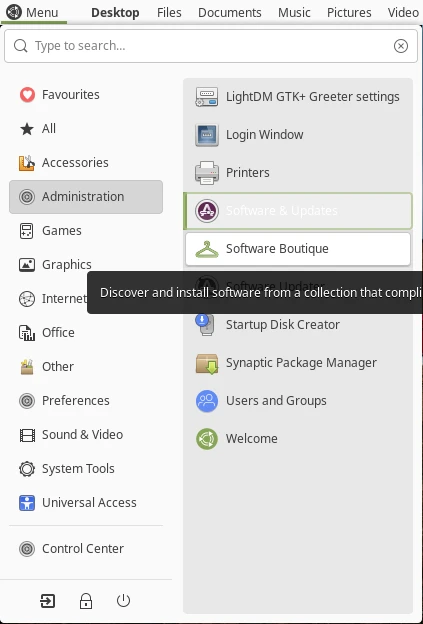 Menu Desktop Files Documents Music Pictures Video
Type to search...
Favourites
All
Accessories
Administration
Games
Graphics
Internet
Office
Other
Preferences
Sound & Video
System Tools
Universal Access
Control Center
LightDM GTK+ Greeter settings
Login Window
Printers
Software & Updates
Software Boutique
Software Updater
Discover and install software from a collection that compli
Startup Disk Creator
Synaptic Package Manager
Users and Groups
Welcome